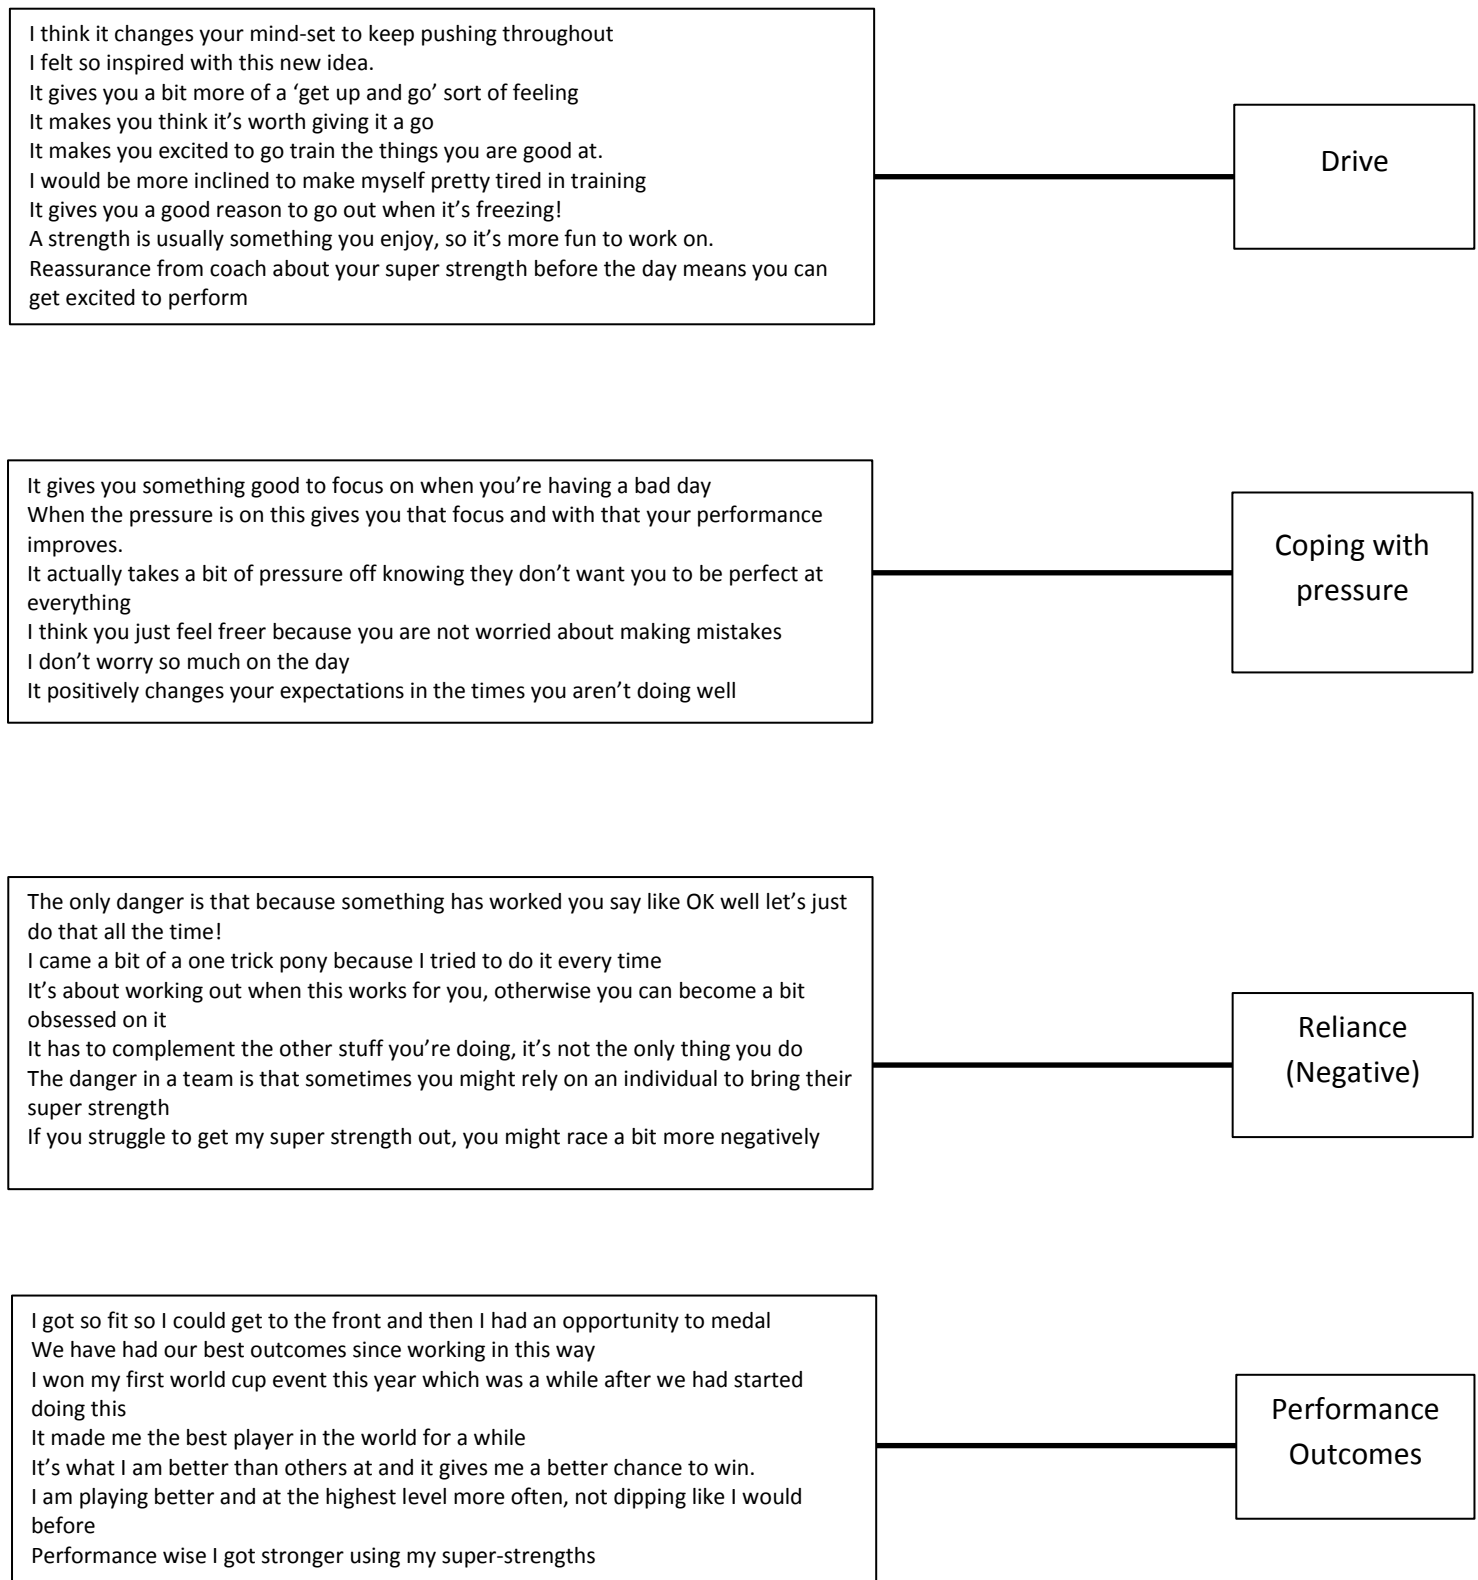 I think it changes your mind-set to keep pushing throughout
I felt so inspired with this new idea.
It gives you a bit more of a ‘get up and go’ sort of feeling
It makes you think it’s worth giving it a go
It makes you excited to go train the things you are good at.
I would be more inclined to make myself pretty tired in training
It gives you a good reason to go out when it’s freezing!
A strength is usually something you enjoy, so it’s more fun to work on.
Reassurance from coach about your super strength before the day means you can
get excited to perform
Drive
It gives you something good to focus on when you’re having a bad day
When the pressure is on this gives you that focus and with that your performance
improves.
It actually takes a bit of pressure off knowing they don’t want you to be perfect at
everything
I think you just feel freer because you are not worried about making mistakes
I don’t worry so much on the day
It positively changes your expectations in the times you aren’t doing well
Coping with
pressure
The only danger is that because something has worked you say like OK well let’s just
do that all the time!
I came a bit of a one trick pony because I tried to do it every time
It’s about working out when this works for you, otherwise you can become a bit
obsessed on it
It has to complement the other stuff you’re doing, it’s not the only thing you do
The danger in a team is that sometimes you might rely on an individual to bring their
super strength
If you struggle to get my super strength out, you might race a bit more negatively
Reliance
(Negative)
I got so fit so I could get to the front and then I had an opportunity to medal
We have had our best outcomes since working in this way
I won my first world cup event this year which was a while after we had started
doing this
It made me the best player in the world for a while
It’s what I am better than others at and it gives me a better chance to win.
I am playing better and at the highest level more often, not dipping like I would
before
Performance wise I got stronger using my super-strengths
Performance
Outcomes